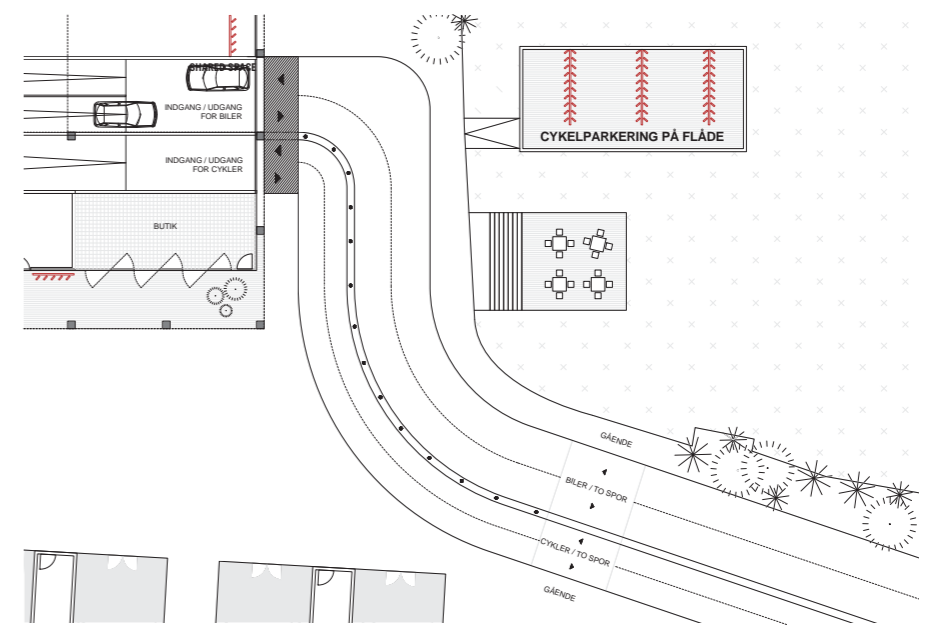 SHARED SPACE
INDGANG / UDGANG
FOR BILER
INDGANG / UDGANG
FOR CYKLER
BUTIK
CYKELPARKERING PÅ FLÅDE
GÅENDE
BILER / TO SPOR
CYKLER / TO SPOR
GÅENDE